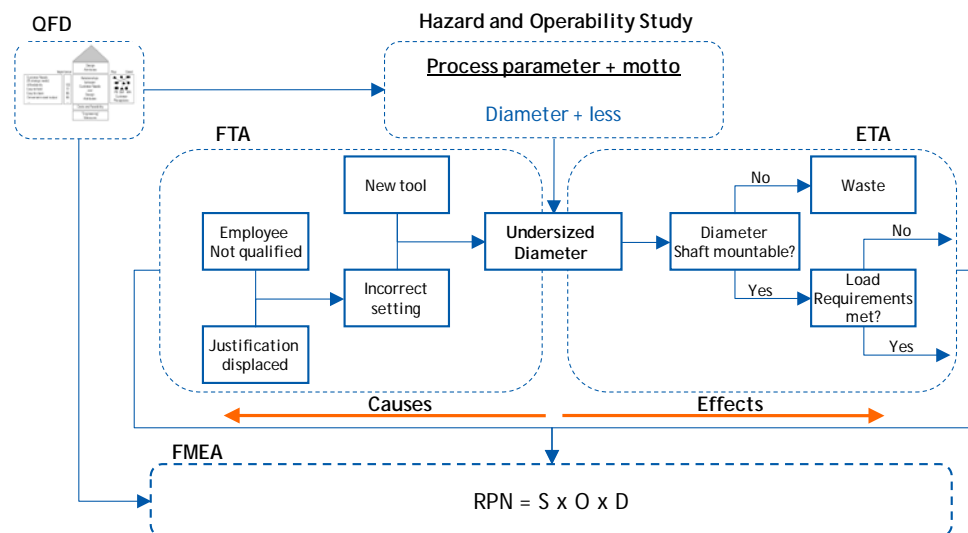 QFD
Hazard and Operability Study
Process parameter + motto
Diameter + less
FTA
ETA
New tool
No
Waste
Employee
Not qualified
Undersized
Diameter
Diameter
Shaft mountable?
No
Incorrect
setting
Yes
Load
Requirements
met?
Justification
displaced
Yes
Causes
Effects
FMEA
RPN = S x O x D